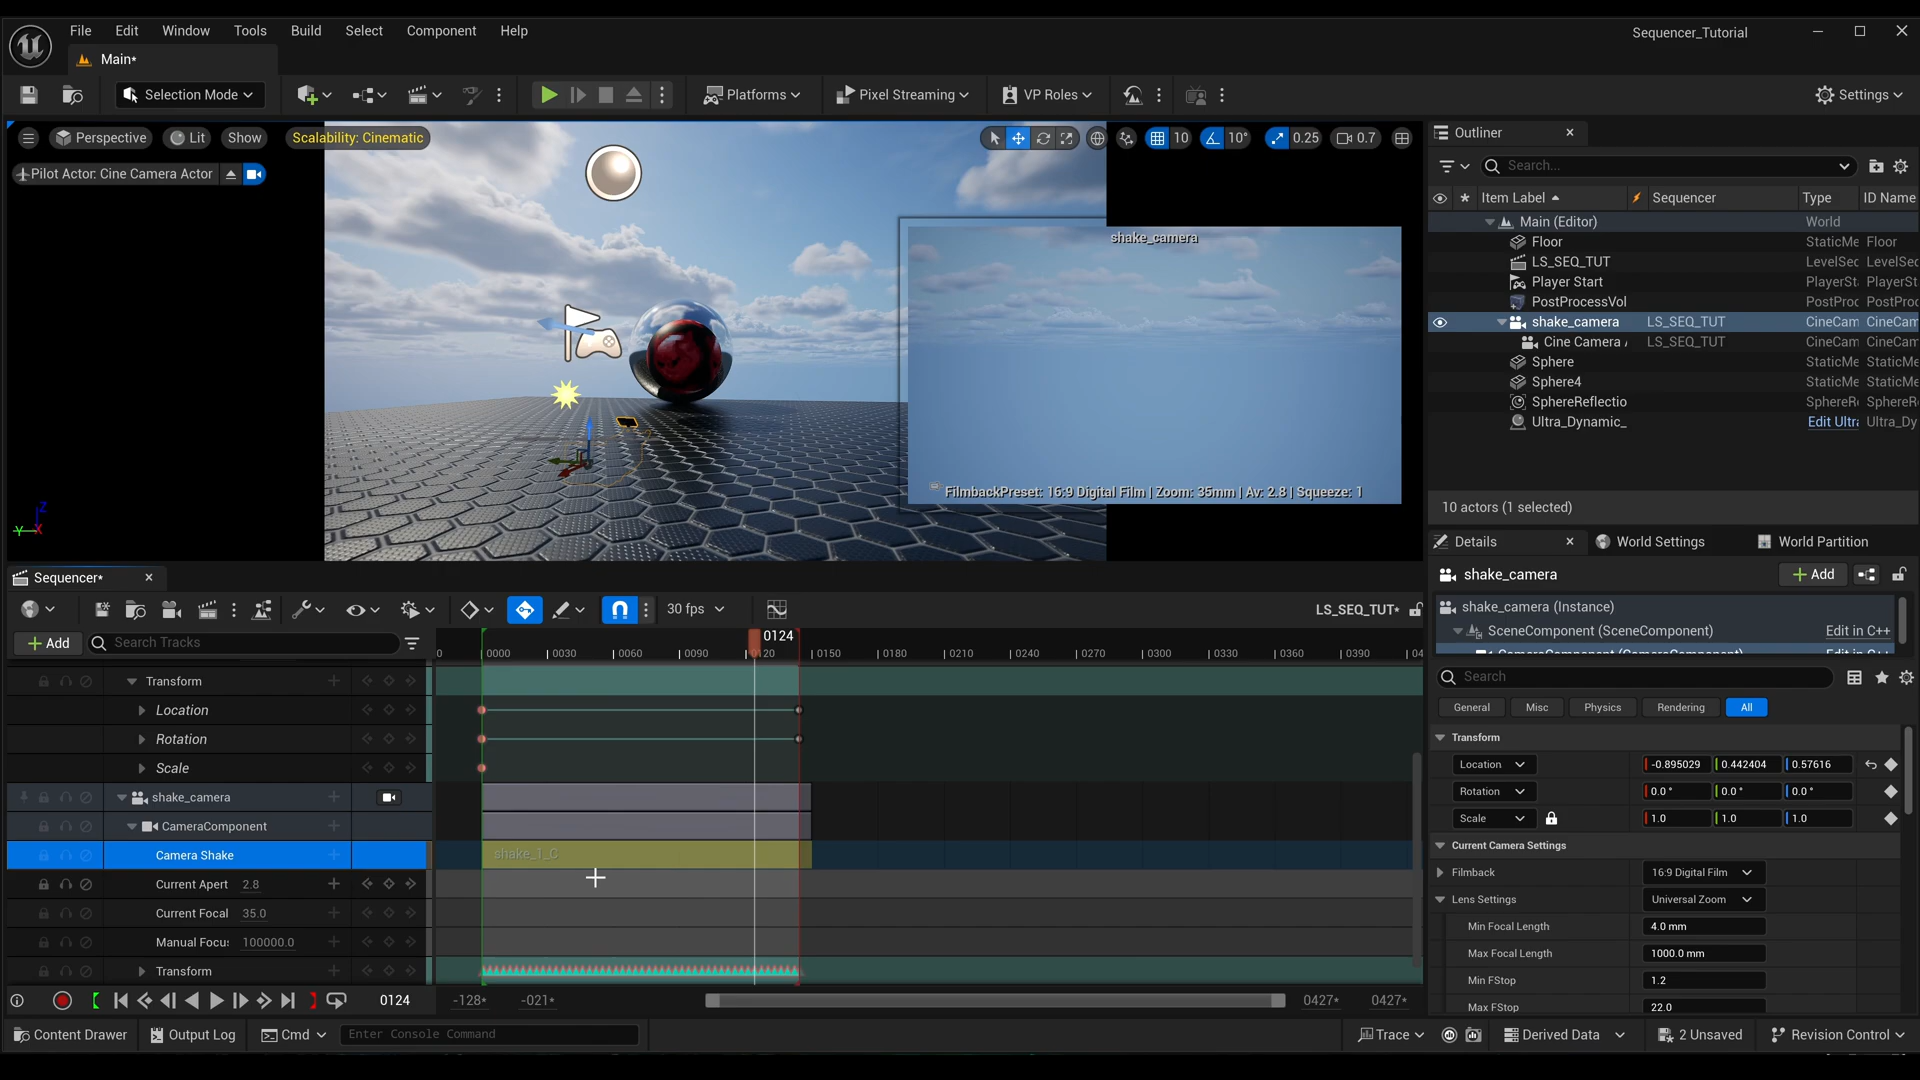 File Edit Window Tools Build Select Component Help
Sequencer_Tutorial
Main*
Selection Mode
Platforms
Pixel Streaming
VP Roles
Settings
Perspective Lit Show Scalability: Cinematic
10 10° 0.25 0.7
Pilot Actor: Cine Camera Actor
shake_camera
FilmbackPreset: 16:9 Digital Film | Zoom: 35mm | Av: 2.8 | Squeeze: 1
Outliner
Search...
Item Label Sequencer Type ID Name
Main (Editor) World
Floor StaticMe Floor
LS_SEQ_TUT LevelSec LevelSec
Player Start PlayerSt PlayerSt
PostProcessVol PostProc PostProc
shake_camera LS_SEQ_TUT CineCam CineCam
Cine Camera LS_SEQ_TUT CineCam CineCam
Sphere StaticMe StaticMe
Sphere4 StaticMe StaticMe
SphereReflectio SphereR SphereR
Ultra_Dynamic_ Edit Ultr Ultra_Dy
10 actors (1 selected)
Details World Settings World Partition
shake_camera Add
shake_camera (Instance)
SceneComponent (SceneComponent) Edit in C++
CameraComponent (CameraComponent) Edit in C++
Search
General Misc Physics Rendering All
Transform
Location -0.895029 0.442404 0.57616
Rotation 0.0 ° 0.0 ° 0.0 °
Scale 1.0 1.0 1.0
Current Camera Settings
Filmback 16:9 Digital Film
Lens Settings Universal Zoom
Min Focal Length 4.0 mm
Max Focal Length 1000.0 mm
Min FStop 1.2
Max FStop 22.0
Sequencer*
30 fps
LS_SEQ_TUT*
Add Search Tracks
0124
0 0000 0030 0060 0090 0120 0150 0180 0210 0240 0270 0300 0330 0360 0390 04
Transform
Location
Rotation
Scale
shake_camera
CameraComponent
Camera Shake shake_1_C
Current Apert 2.8
Current Focal 35.0
Manual Focu 100000.0
Transform
0124 -128* -021* 0427* 0427*
Content Drawer Output Log Cmd Enter Console Command
Trace Derived Data 2 Unsaved Revision Control